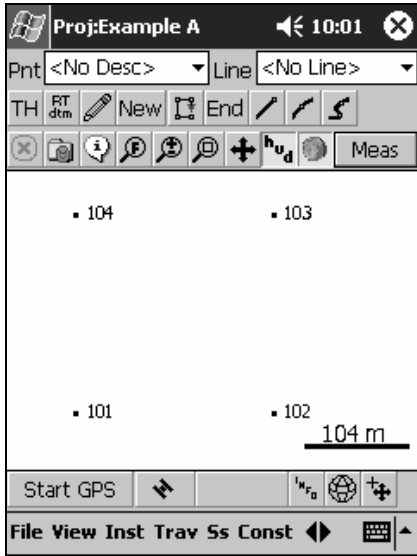 Proj:Example A 10:01
Pnt <No Desc> Line <No Line>
TH RT dtm New End
F h u d Meas
104 103
101 102
104 m
Start GPS INFO
File View Inst Trav Ss Const